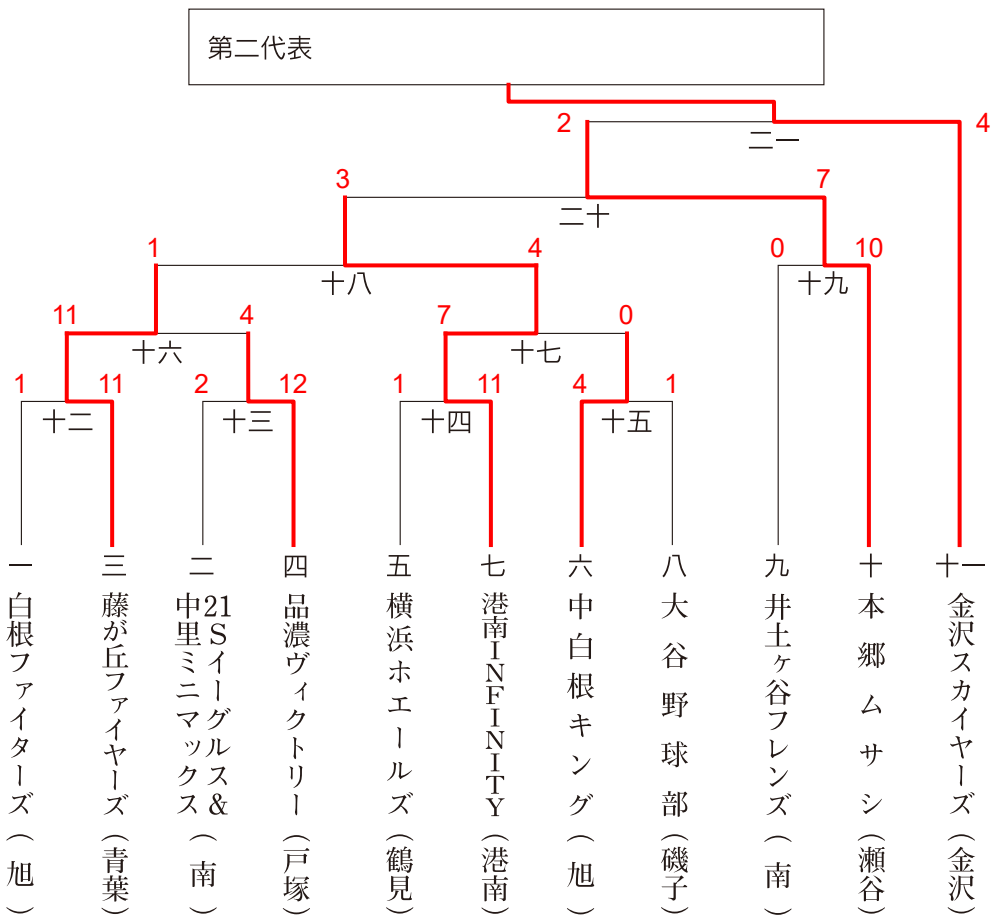 第二代表
2
4
二一
3
7
二十
1
4
0
10
十八
十九
11
4
7
0
十六
十七
1
11
2
12
1
11
4
1
十二
十三
十四
十五
一
白根ファイターズ(旭)
三
藤が丘ファイヤーズ(青葉)
二
21Sイーグルス&
中里ミニマックス(南)
四
品濃ヴィクトリー(戸塚)
五
横浜ホエールズ(鶴見)
七
港南INFINITY(港南)
六
中白根キング(旭)
八
大谷野球部(磯子)
九
井土ヶ谷フレンズ(南)
十
本郷ムサシ(瀬谷)
十一
金沢スカイヤーズ(金沢)